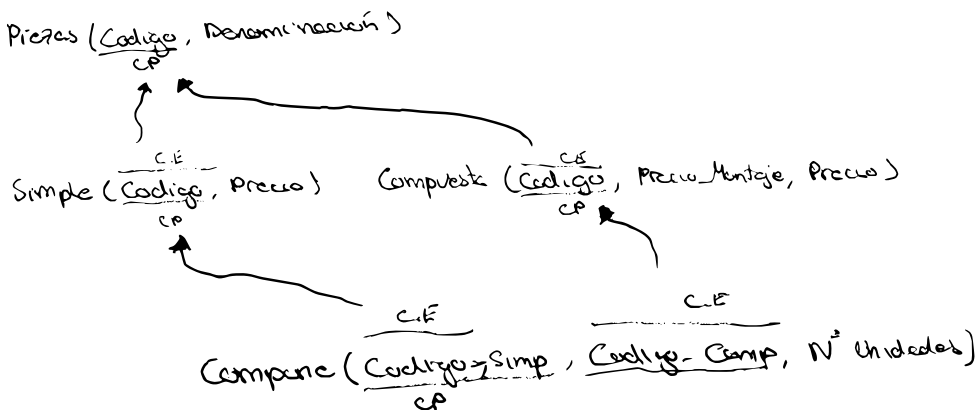 Piezas (Codigo, Denominación)
CP
C.E C.E
Simple (Codigo, Precio) Compuesta (Codigo, Precio_Montaje, Precio)
CP CP
C.E C.E
Compone (Codigo_Simp, Codigo_Comp, Nº Unidades)
CP